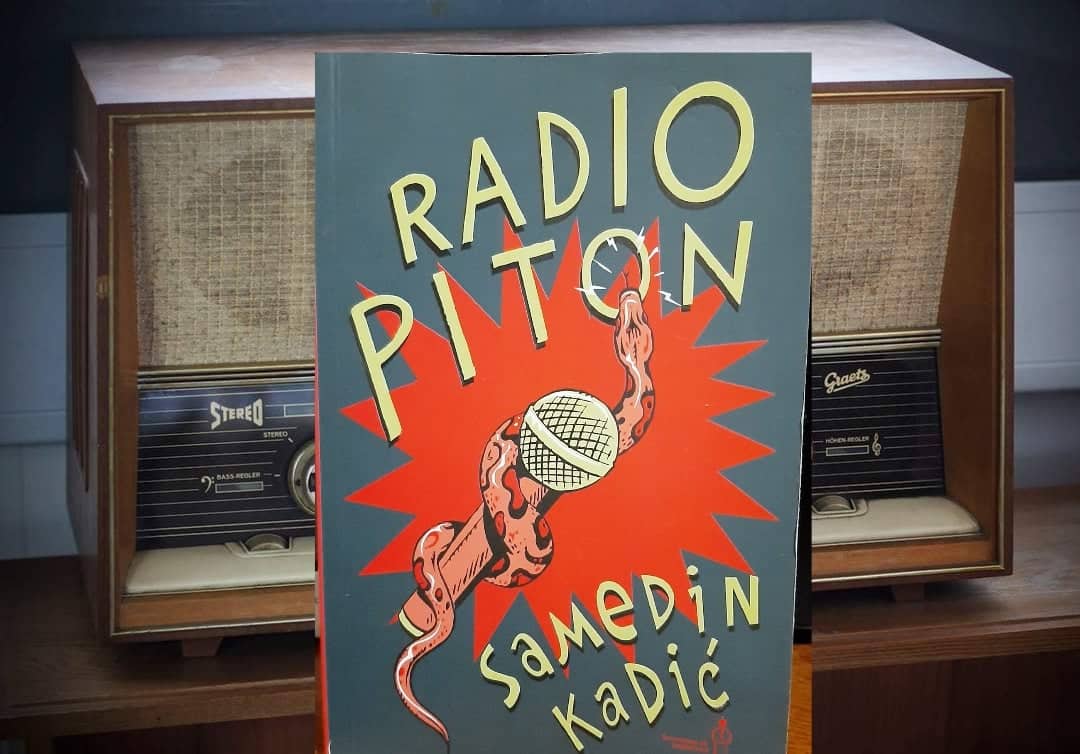 RADIO
PITON
SaMeDiN
KaDić
STEREO
STEREO
BASS-REGLER
Graetz
HÖHEN-REGLER